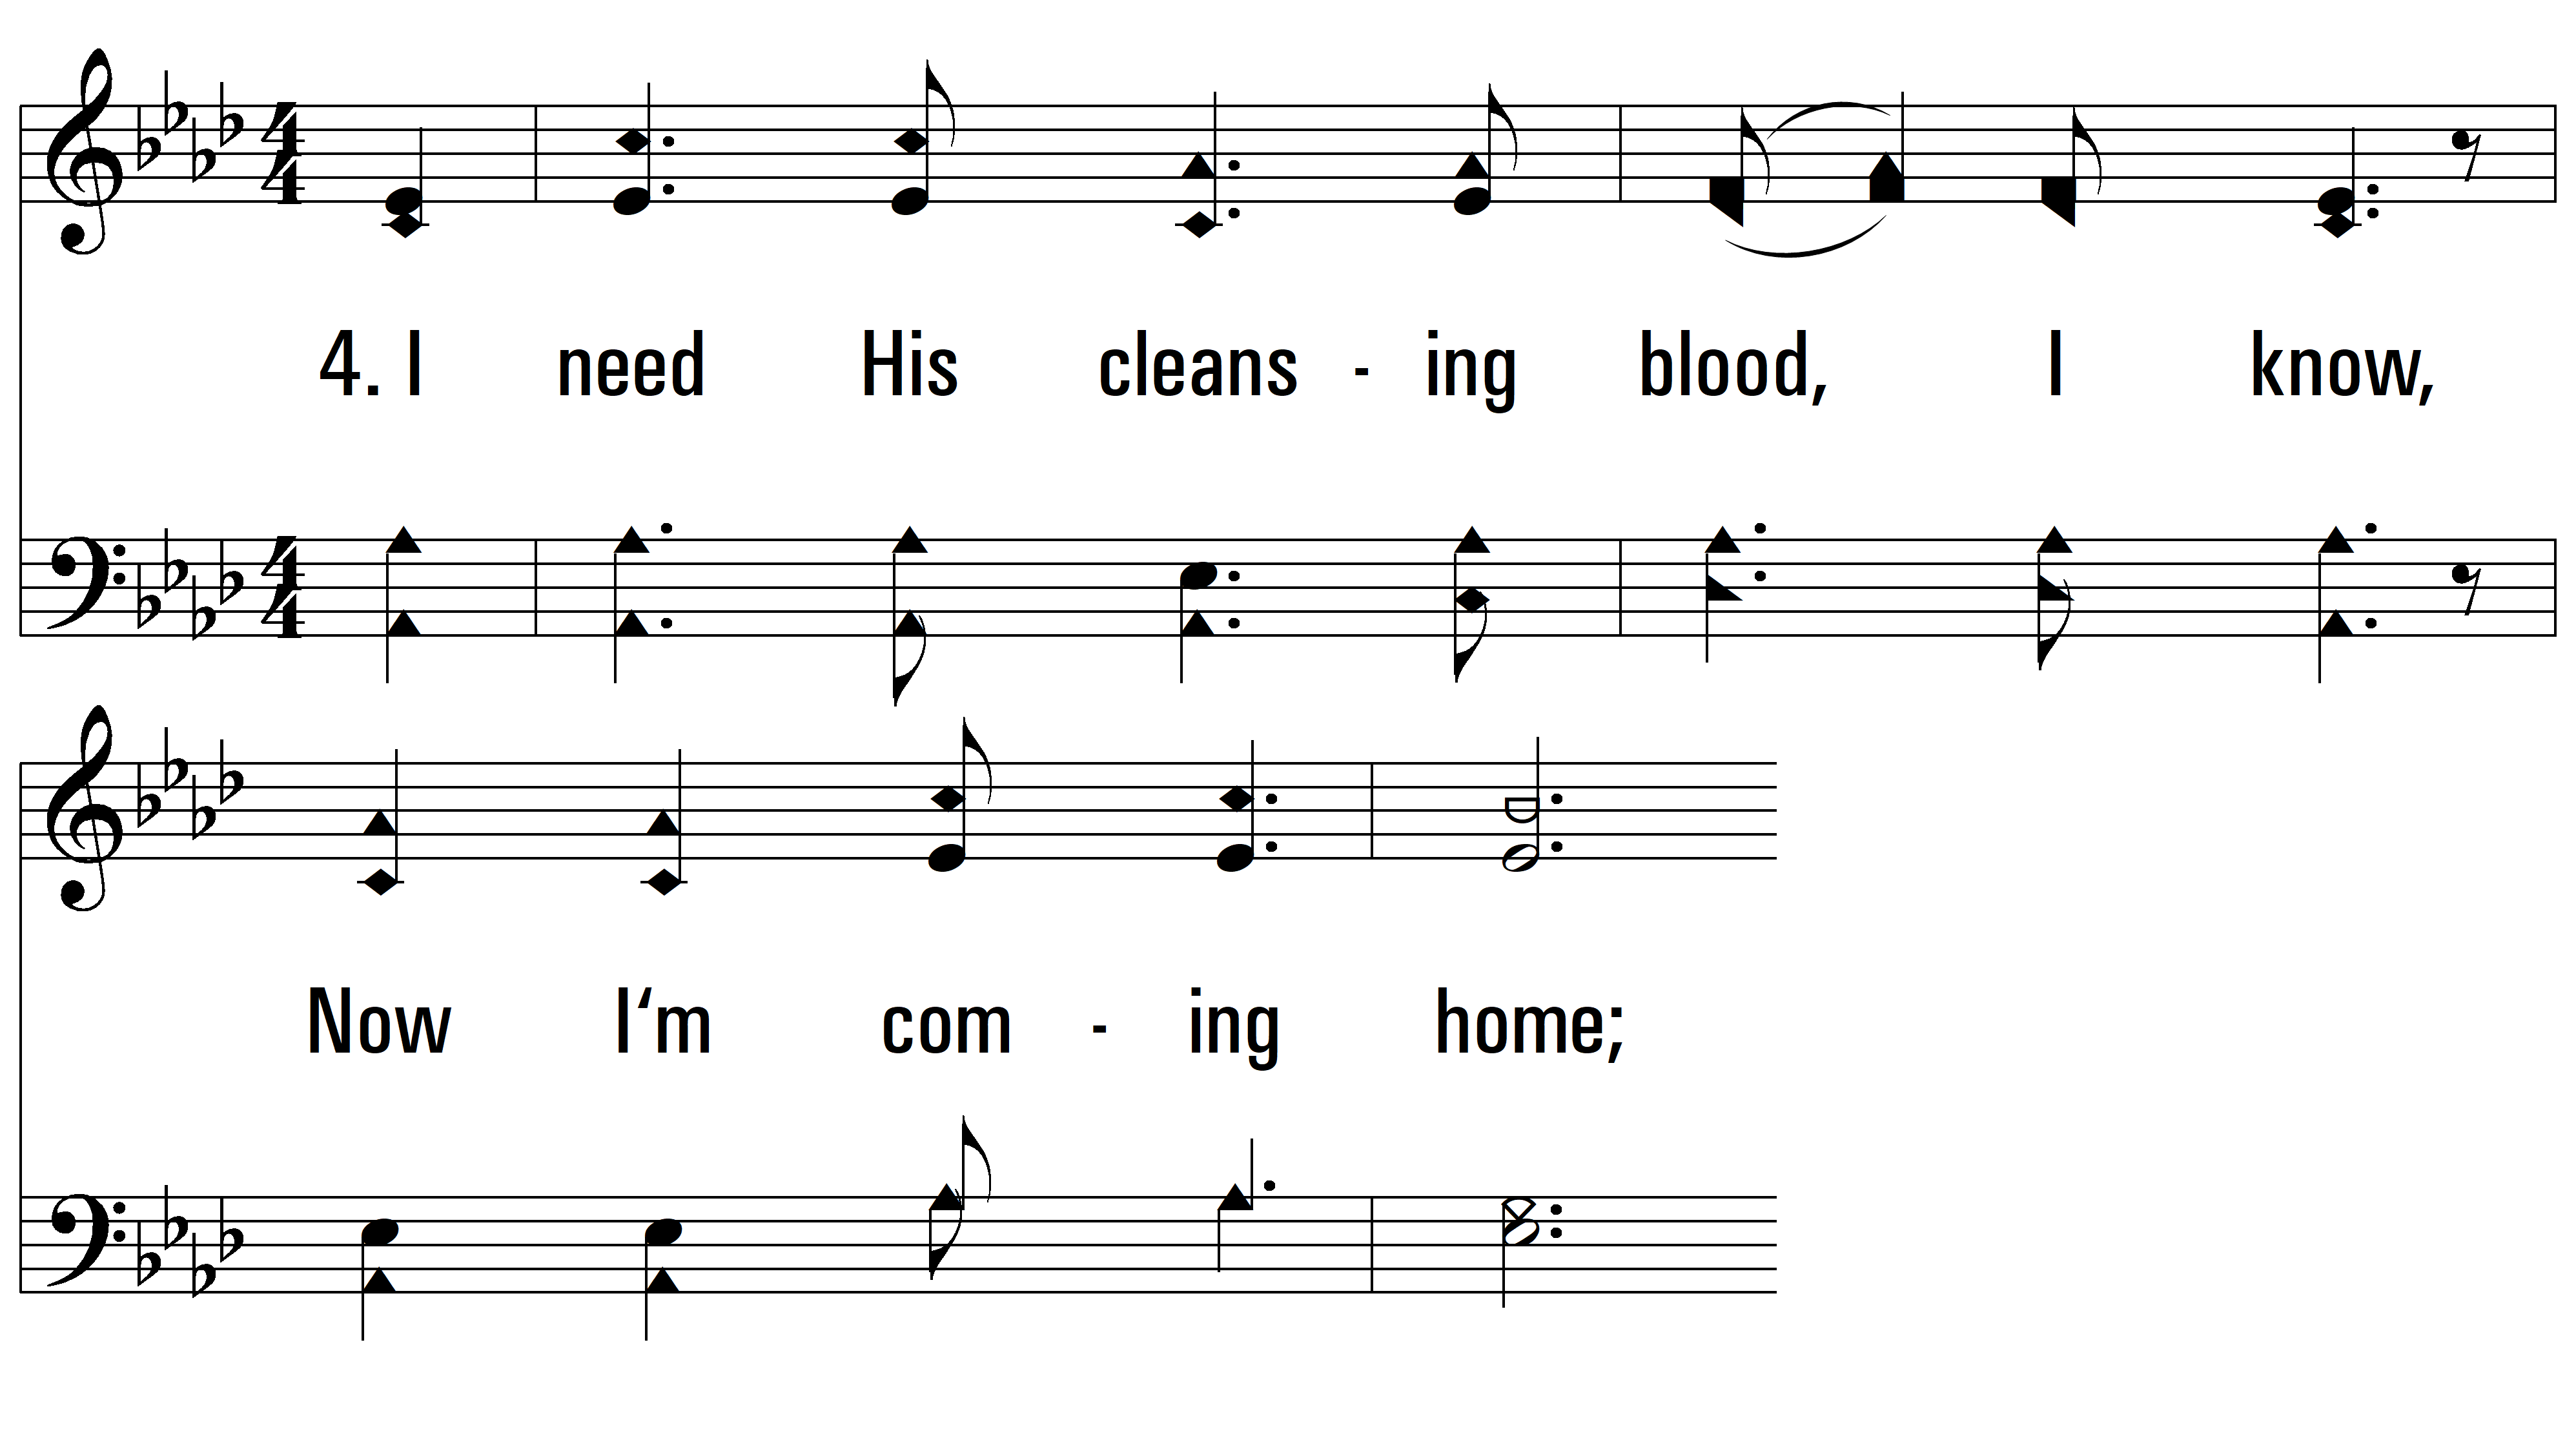 4. I need His cleans - ing blood, I know,
Now I‘m com - ing home;